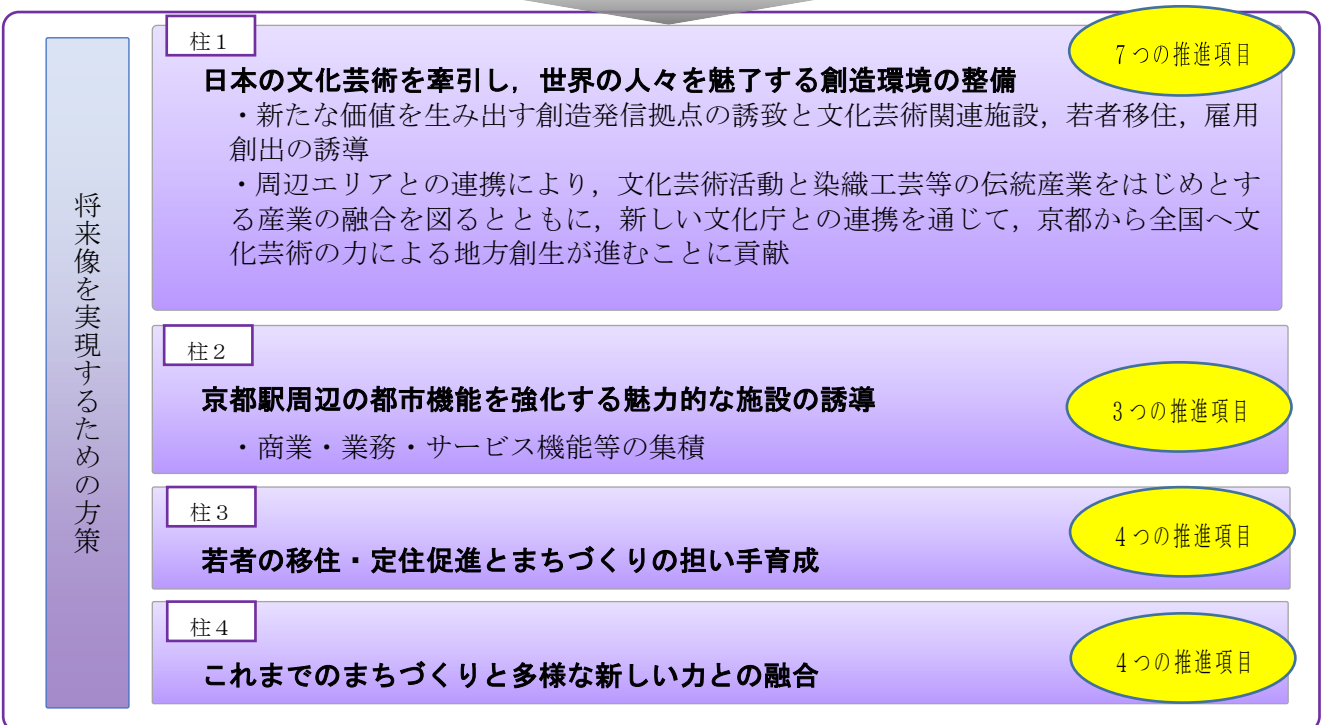 将来像を実現するための方策
柱1
7つの推進項目
日本の文化芸術を牽引し，世界の人々を魅了する創造環境の整備
・新たな価値を生み出す創造発信拠点の誘致と文化芸術関連施設，若者移住，雇用
創出の誘導
・周辺エリアとの連携により，文化芸術活動と染織工芸等の伝統産業をはじめとす
る産業の融合を図るとともに，新しい文化庁との連携を通じて，京都から全国へ文
化芸術の力による地方創生が進むことに貢献
柱2
京都駅周辺の都市機能を強化する魅力的な施設の誘導
3つの推進項目
・商業・業務・サービス機能等の集積
柱3
4つの推進項目
若者の移住・定住促進とまちづくりの担い手育成
柱4
4つの推進項目
これまでのまちづくりと多様な新しい力との融合